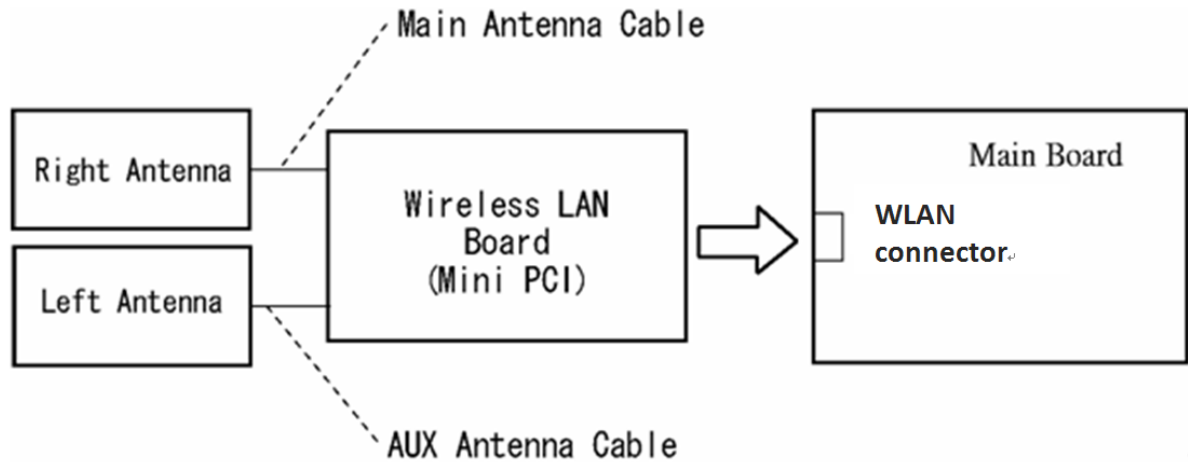 Main Antenna Cable
Right Antenna
Left Antenna
Wireless LAN
Board
(Mini PCI)
Main Board
WLAN
connector
AUX Antenna Cable